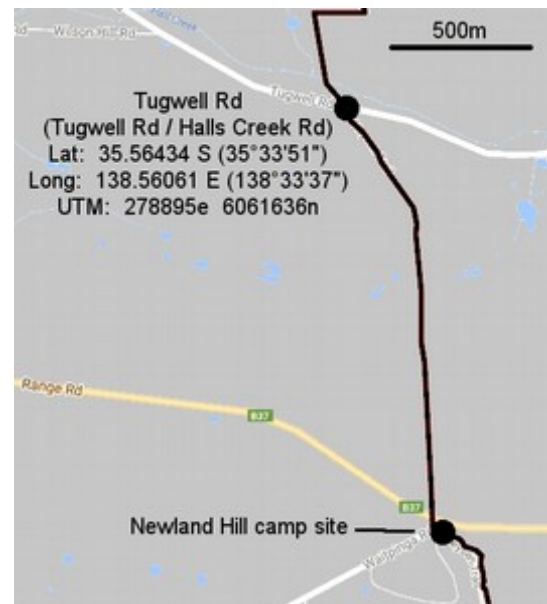 Rd
Wilson Hill Rd
500m
Tugwell Rd
Tugwell Rd
(Tugwell Rd / Halls Creek Rd)
Lat: 35.56434 S (35°33'51")
Long: 138.56061 E (138°33'37")
UTM: 278895e 6061636n
Range Rd
B37
B37
Newland Hill camp site
Waitpinga